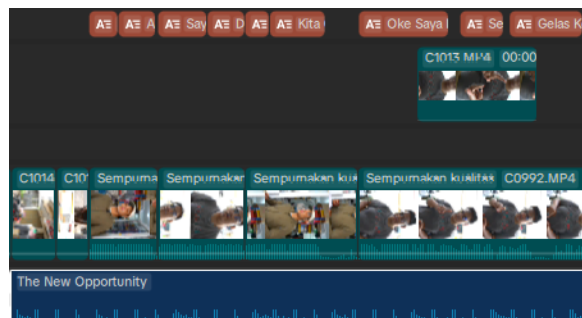 A A A Say A D A A Kita A Oke Saya A Se A Gelas K
C1013 MP4 00:00
C1014 C10 Sempurna Sempurnakan Sempurnakan Sempurnakan kualitas C0992.MP4
The New Opportunity